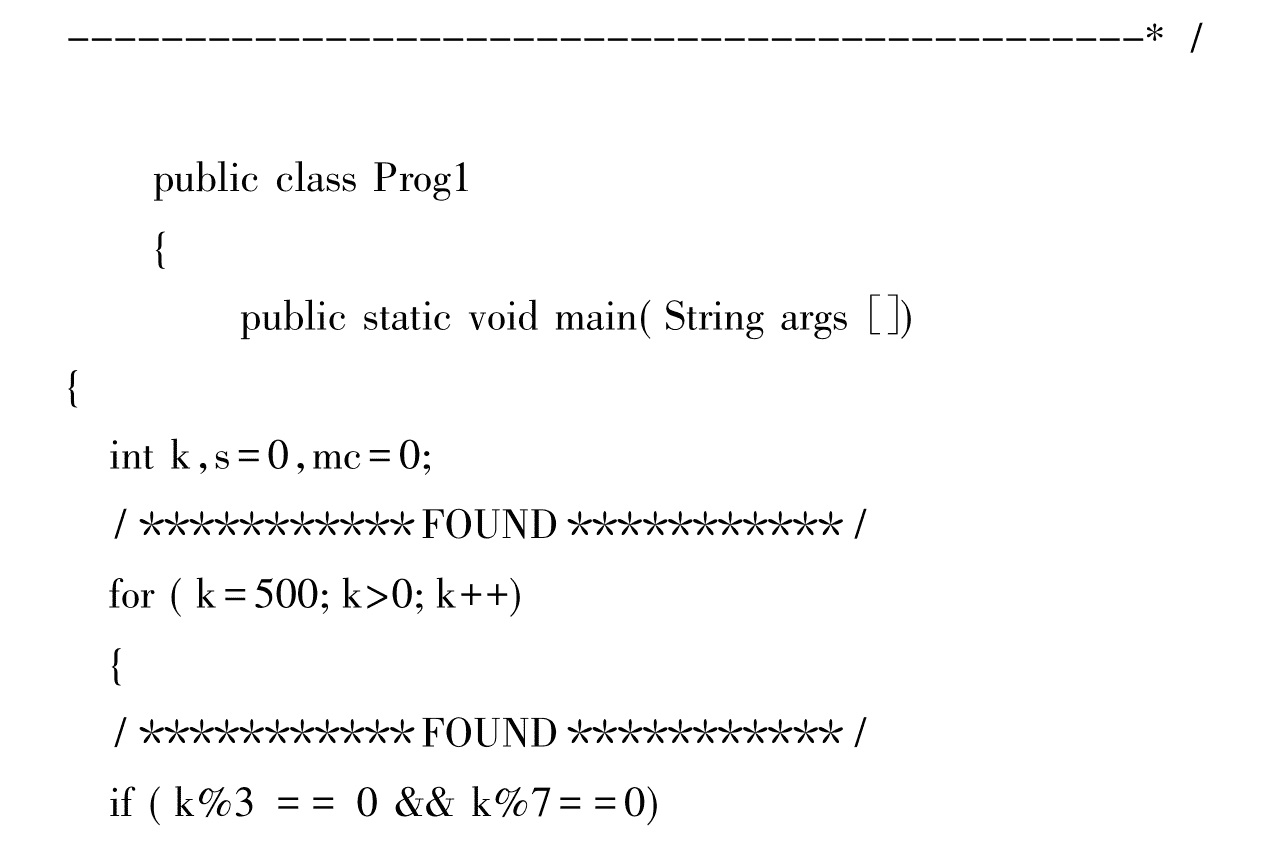 -----------------------------------------------* /
public class Prog1
{
public static void main( String args [])
{
int k,s=0,mc=0;
/ ***********FOUND *********** /
for ( k=500; k>0; k++)
{
/ ***********FOUND *********** /
if ( k%3 == 0 && k%7==0)